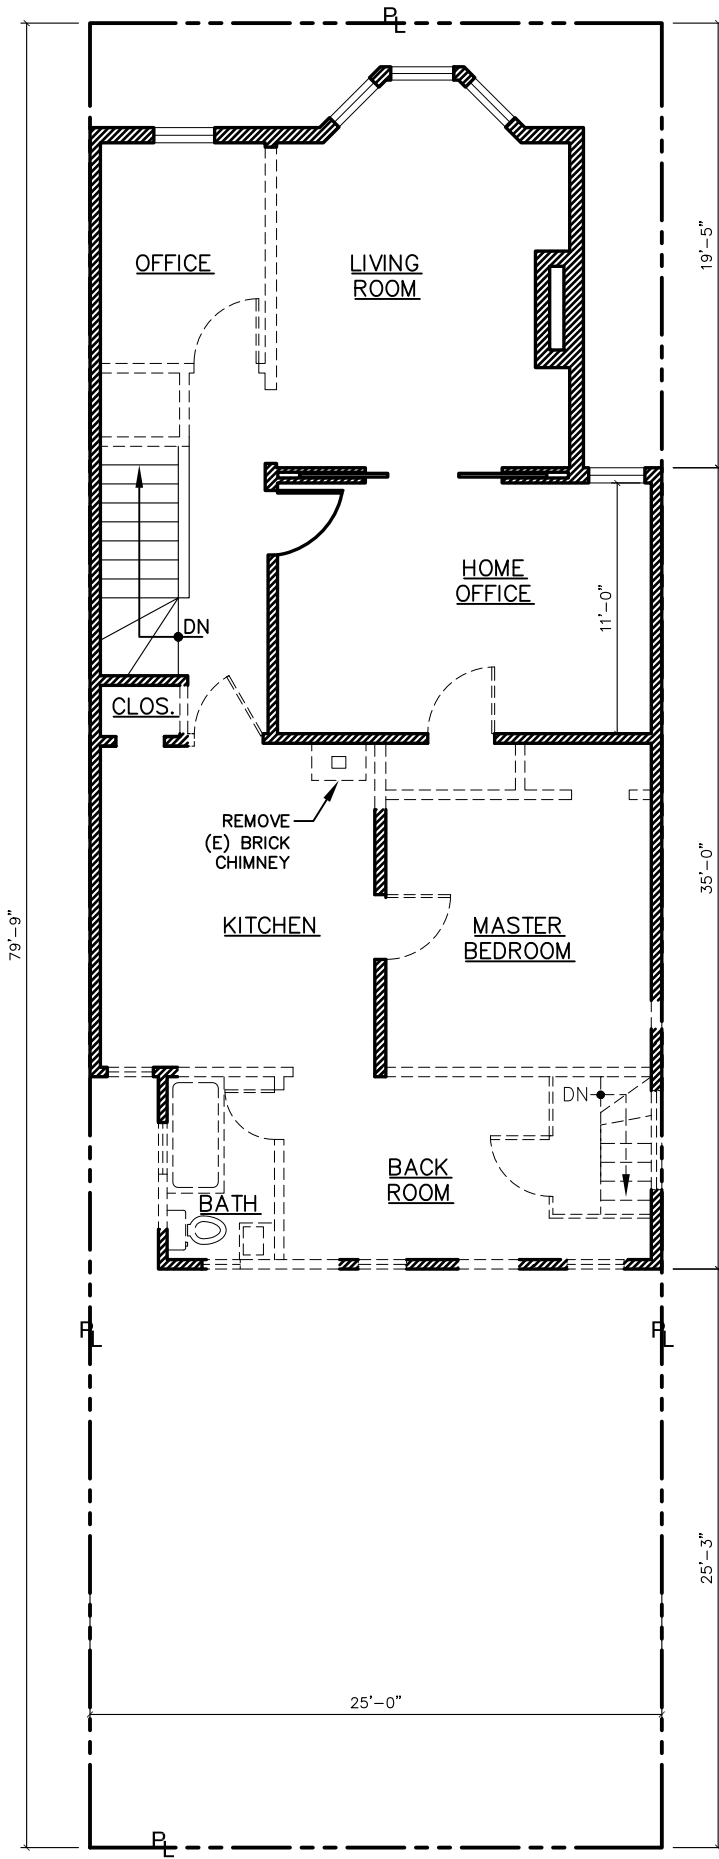 PL
19'-5"
OFFICE
LIVING
ROOM
HOME
OFFICE
11'-0"
DN
CLOS.
REMOVE
(E) BRICK
CHIMNEY
35'-0"
79'-9"
KITCHEN
MASTER
BEDROOM
DN
BACK
ROOM
BATH
PL
PL
25'-3"
25'-0"
PL